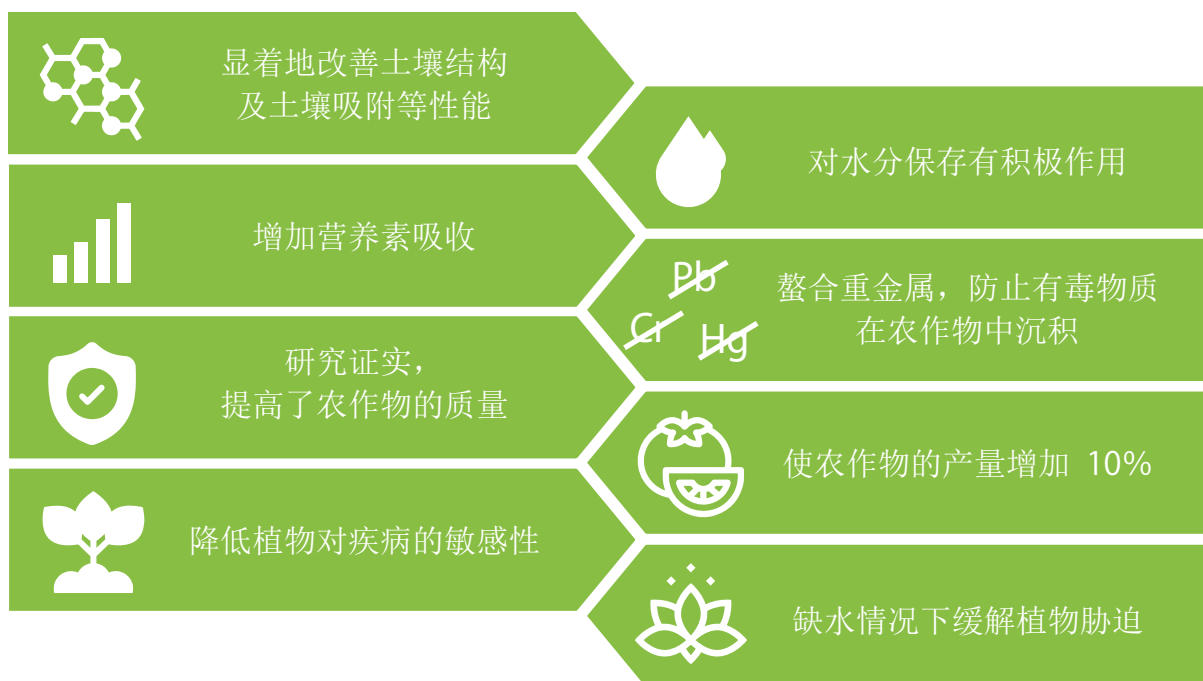 显着地改善土壤结构
及土壤吸附等性能
对水分保存有积极作用
增加营养素吸收
Pb
Cr
Hg
螯合重金属，防止有毒物质
在农作物中沉积
研究证实，
提高了农作物的质量
使农作物的产量增加 10%
降低植物对疾病的敏感性
缺水情况下缓解植物胁迫